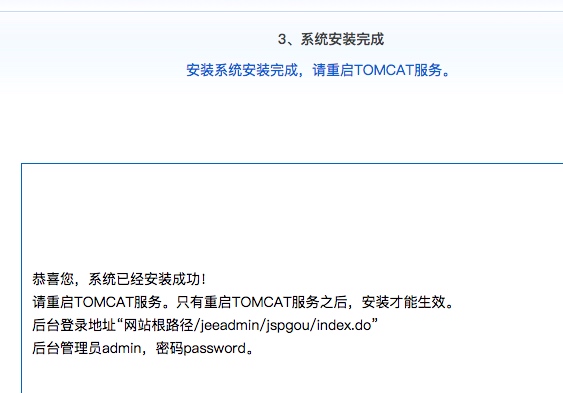 3、系统安装完成
安装系统安装完成，请重启TOMCAT服务。
恭喜您，系统已经安装成功！
请重启TOMCAT服务。只有重启TOMCAT服务之后，安装才能生效。
后台登录地址“网站根路径/jeeadmin/jspgou/index.do”
后台管理员admin，密码password。